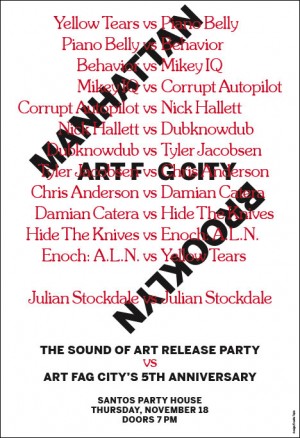 Yellow Tears vs Piano Belly
Piano Belly vs Behavior
Behavior vs Mikey IQ
Mikey IQ vs Corrupt Autopilot
Corrupt Autopilot vs Nick Hallett
Nick Hallett vs Dubknowdub
Dubknowdub vs Tyler Jacobsen
Tyler Jacobsen vs Chris Anderson
Chris Anderson vs Damian Catera
Damian Catera vs Hide The Knives
Hide The Knives vs Enoch: A.L.N.
Enoch: A.L.N. vs Yellow Tears
Julian Stockdale vs Julian Stockdale
MANHATTAN
ART F G CITY
BROOKLYN
THE SOUND OF ART RELEASE PARTY
vs
ART FAG CITY'S 5TH ANNIVERSARY
SANTOS PARTY HOUSE
THURSDAY, NOVEMBER 18
DOORS 7 PM